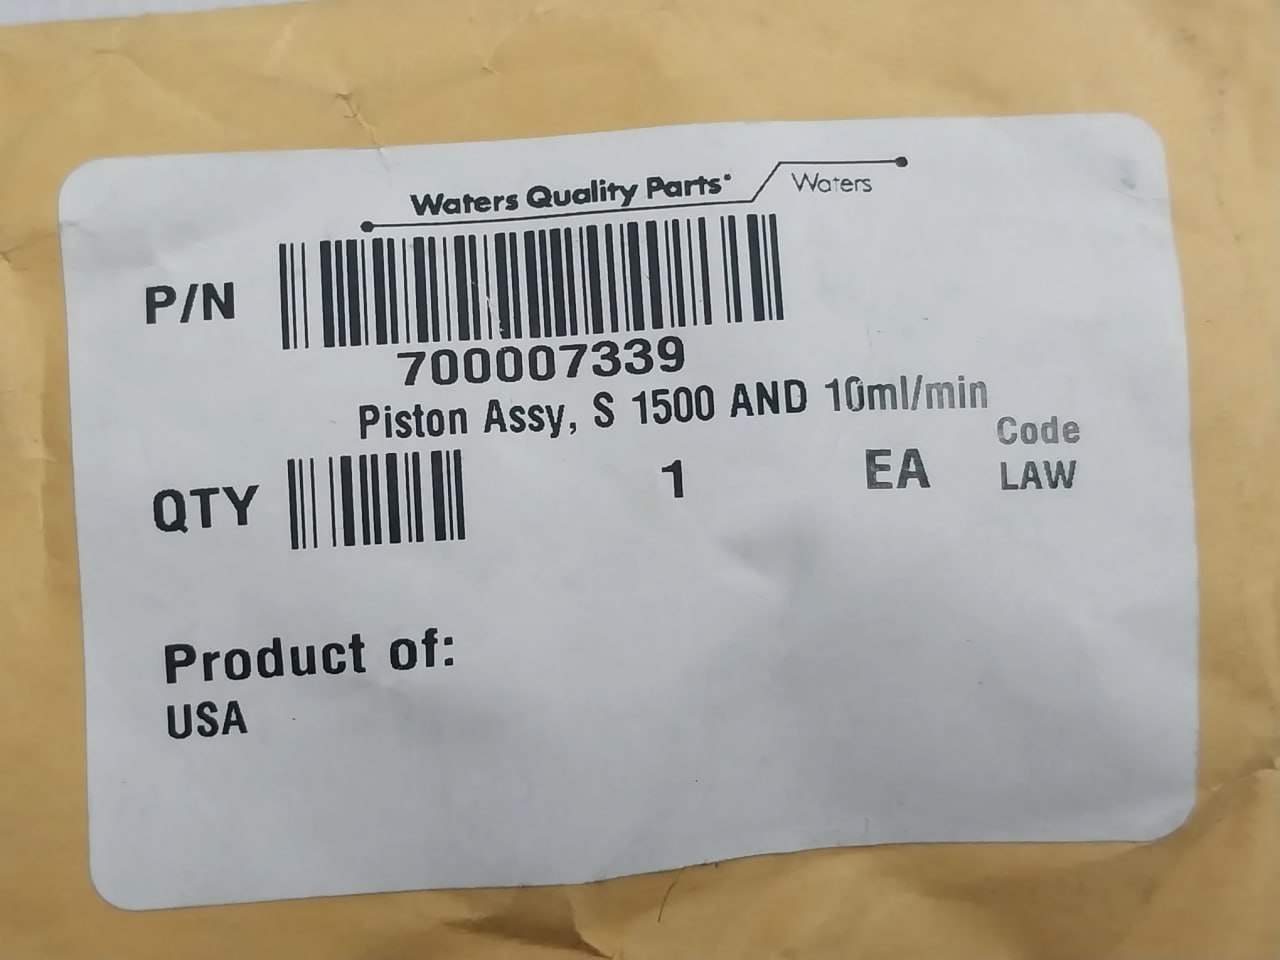 Waters Quality Parts
Waters
P/N
700007339
Piston Assy, S 1500 AND 10ml/min
Code
QTY 1 EA LAW
Product of:
USA